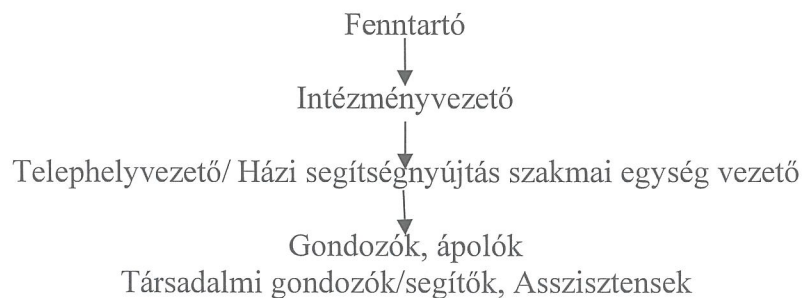 Fenntartó
Intézményvezető
Telephelyvezető/ Házi segítségnyújtás szakmai egység vezető
Gondozók, ápolók
Társadalmi gondozók/segítők, Asszisztensek